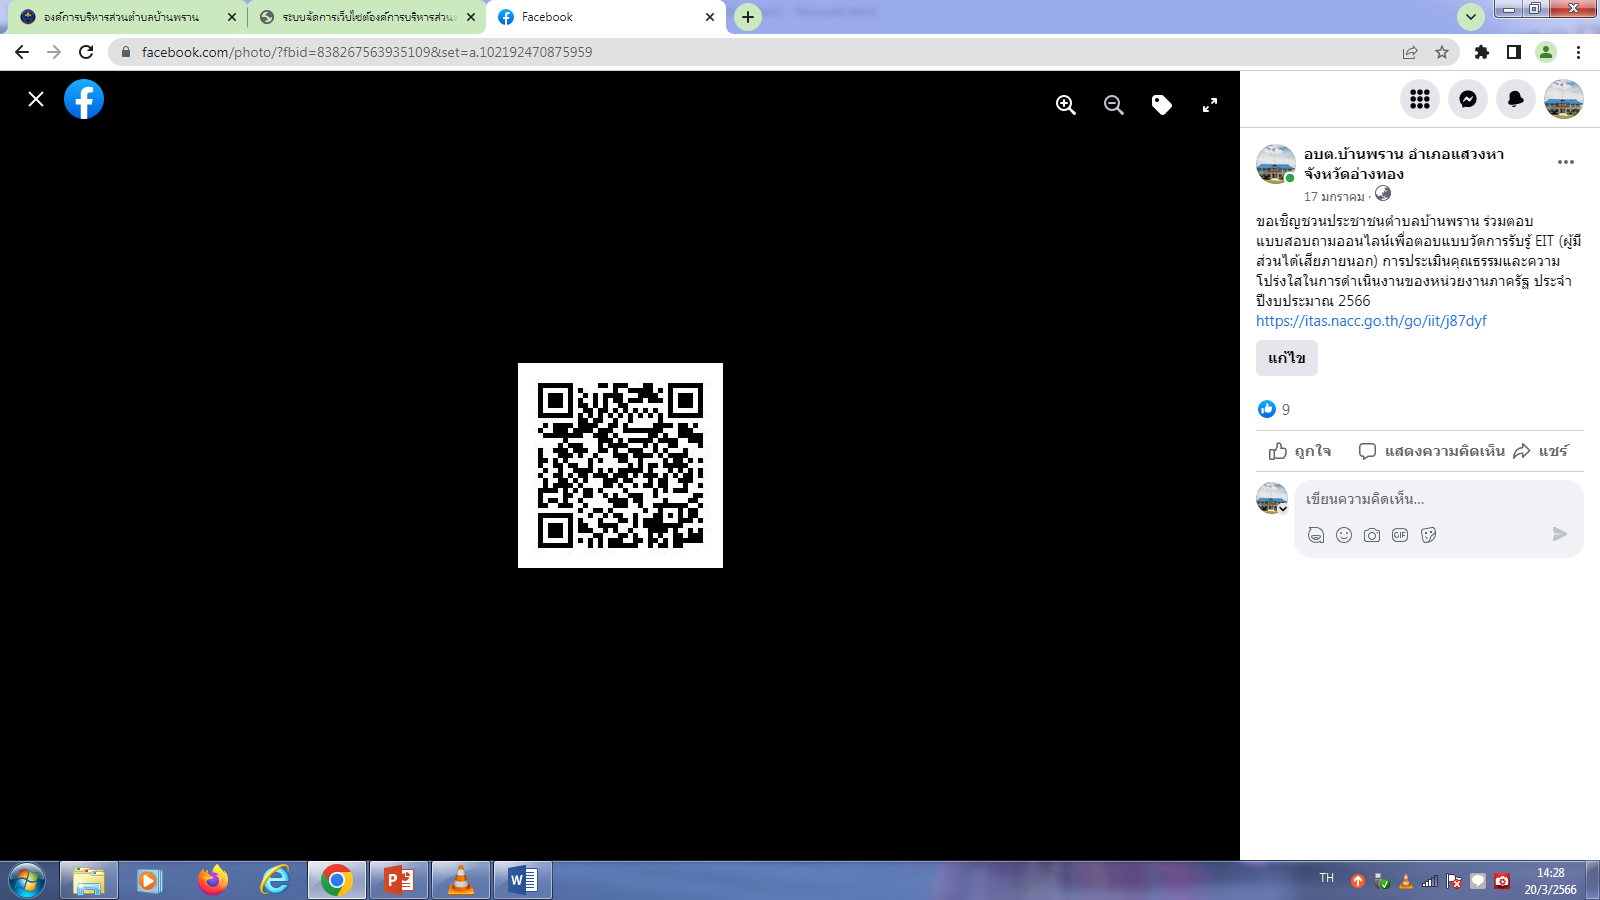 องค์การบริหารส่วนตำบลบ้านพราน
ระบบจัดการเว็บไซต์องค์การบริหารส่วน
Facebook
facebook.com/photo/?fbid=838267563935109&set=a.102192470875959
อบต.บ้านพราน อำเภอแสวงหา
จังหวัดอ่างทอง
17 มกราคม ·
ขอเชิญชวนประชาชนตำบลบ้านพราน ร่วมตอบ
แบบสอบถามออนไลน์เพื่อตอบแบบวัดการรับรู้ EIT (ผู้มี
ส่วนได้เสียภายนอก) การประเมินคุณธรรมและความ
โปร่งใสในการดำเนินงานของหน่วยงานภาครัฐ ประจำ
ปีงบประมาณ 2566
https://itas.nacc.go.th/go/iit/j87dyf
แก้ไข
9
ถูกใจ แสดงความคิดเห็น แชร์
เขียนความคิดเห็น...
GIF
TH
14:28
20/3/2566